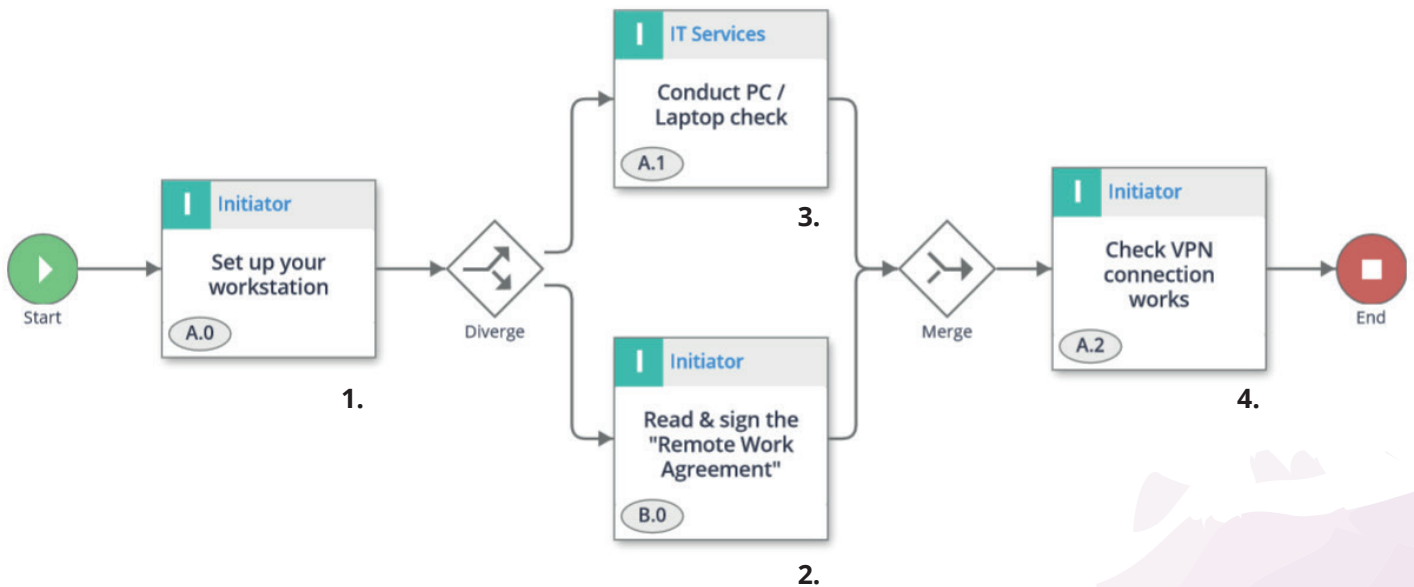 Start
I Initiator
Set up your
workstation
A.0
1.
Diverge
I IT Services
Conduct PC /
Laptop check
A.1
3.
I Initiator
Read & sign the
"Remote Work
Agreement"
B.0
2.
Merge
I Initiator
Check VPN
connection
works
A.2
4.
End